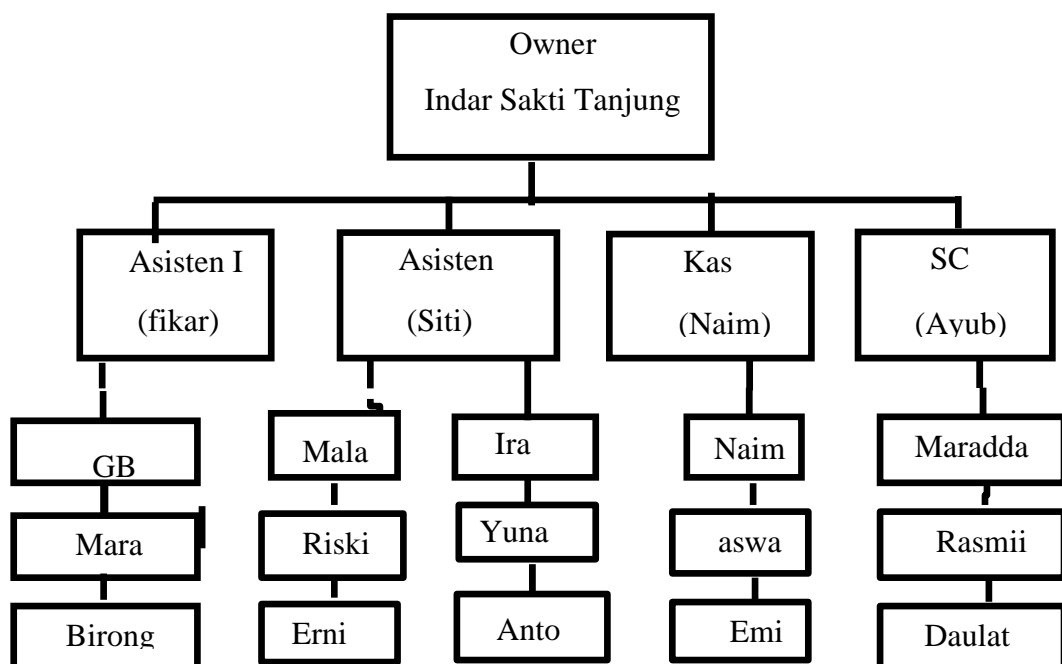 Owner
Indar Sakti Tanjung
Asisten I
(fikar)
Asisten
(Siti)
Kas
(Naim)
SC
(Ayub)
GB
Mala
Ira
Naim
Maradda
Mara
Riski
Yuna
aswa
Rasmii
Birong
Erni
Anto
Emi
Daulat